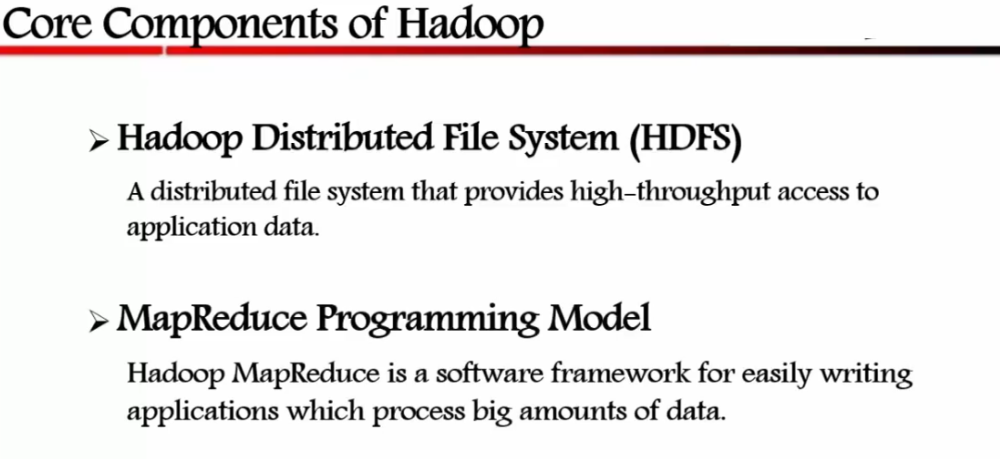 Core Components of Hadoop
Hadoop Distributed File System (HDFS)
A distributed file system that provides high-throughput access to
application data.
MapReduce Programming Model
Hadoop MapReduce is a software framework for easily writing
applications which process big amounts of data.